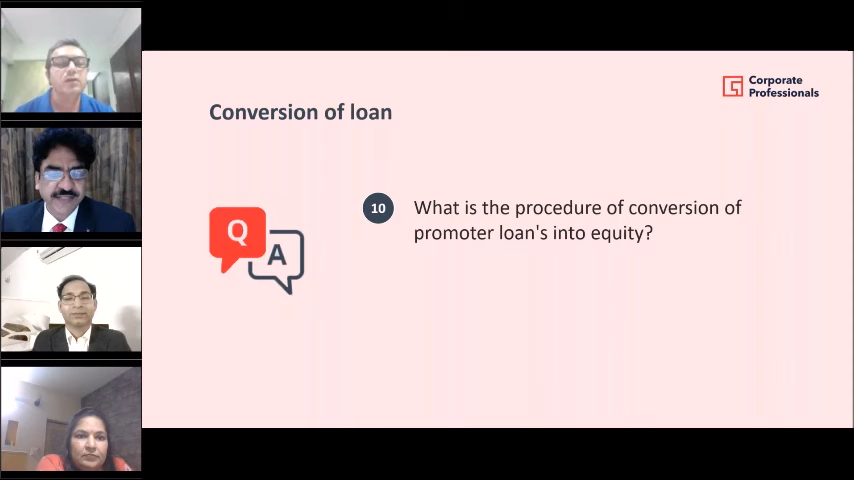 Corporate
Professionals
Conversion of loan
Q
A
10
What is the procedure of conversion of
promoter loan's into equity?